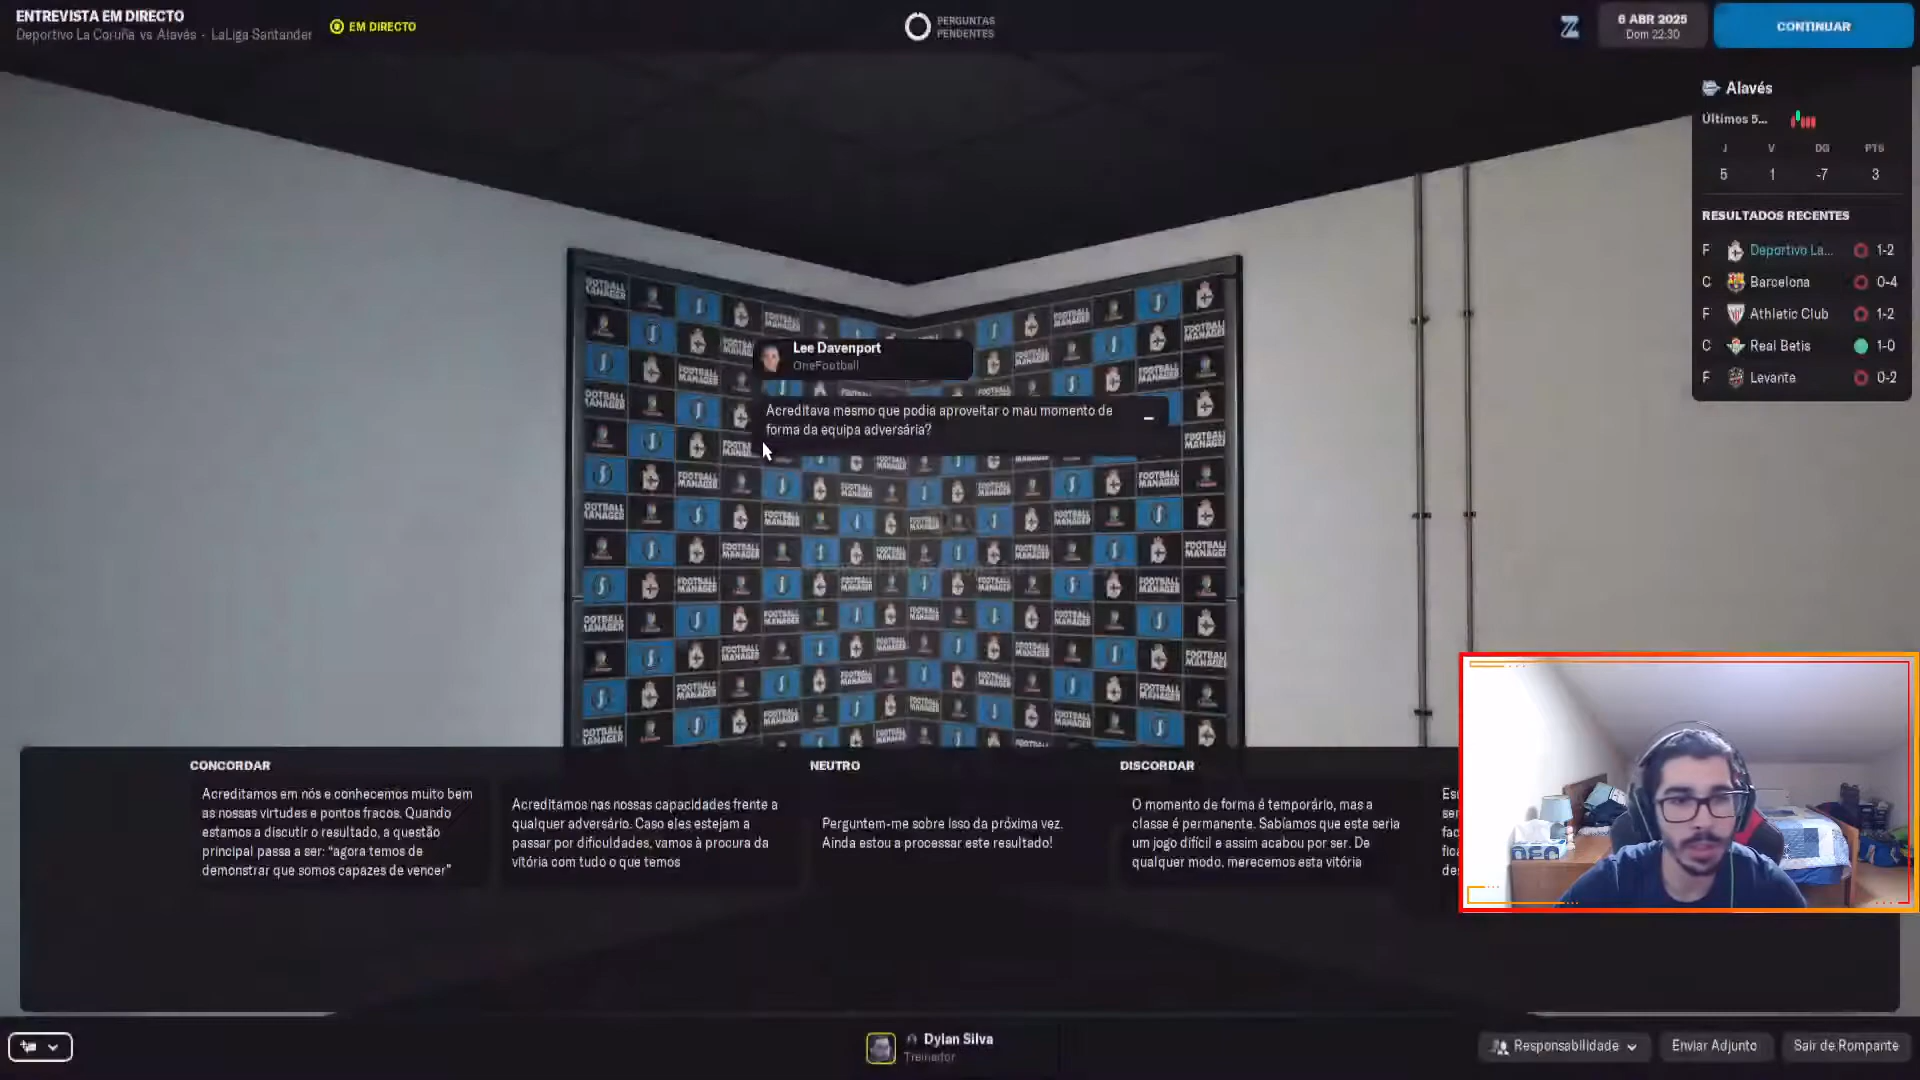 ENTREVISTA EM DIRECTO
Deportivo La Coruña vs Alavés - LaLiga Santander
EM DIRECTO
PERGUNTAS
PENDENTES
6 ABR 2025
Dom 22:30
CONTINUAR
Alavés
Últimos 5...
J V DG PTS
5 1 -7 3
RESULTADOS RECENTES
F Deportivo La... 1-2
C Barcelona 0-4
F Athletic Club 1-2
C Real Betis 1-0
F Levante 0-2
Lee Davenport
OneFootball
Acreditava mesmo que podia aproveitar o mau momento de
forma da equipa adversária?
FOOTBALL MANAGER
CONCORDAR
Acreditamos em nós e conhecemos muito bem
as nossas virtudes e pontos fracos. Quando
estamos a discutir o resultado, a questão
principal passa a ser: "agora temos de
demonstrar que somos capazes de vencer"
Acreditamos nas nossas capacidades frente a
qualquer adversário. Caso eles estejam a
passar por dificuldades, vamos à procura da
vitória com tudo o que temos
NEUTRO
Perguntem-me sobre isso da próxima vez.
Ainda estou a processar este resultado!
DISCORDAR
O momento de forma é temporário, mas a
classe é permanente. Sabíamos que este seria
um jogo difícil e assim acabou por ser. De
qualquer modo, merecemos esta vitória
Dylan Silva
Treinador
Responsabilidade
Enviar Adjunto
Sair de Rompante